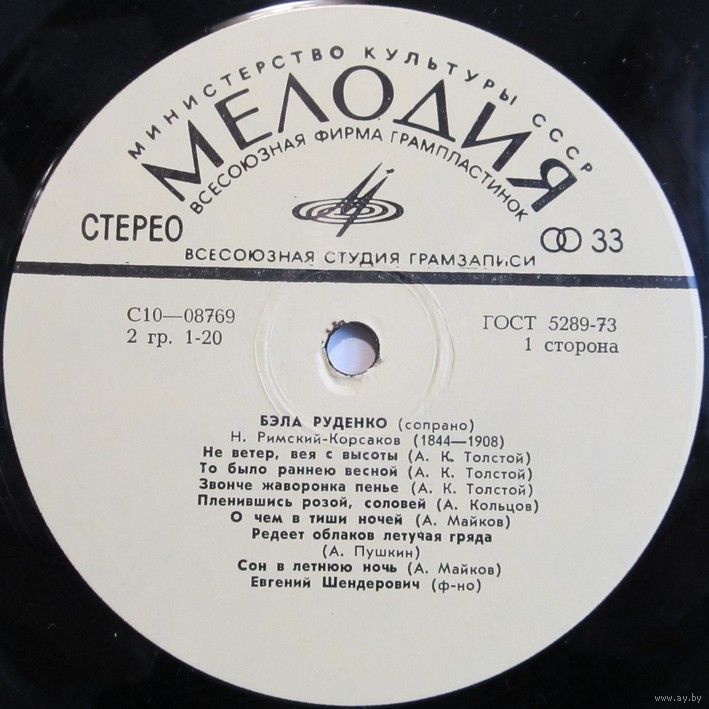 МИНИСТЕРСТВО КУЛЬТУРЫ СССР
МЕЛОДИЯ
ВСЕСОЮЗНАЯ ФИРМА ГРАМПЛАСТИНОК
СТЕРЕО
33
ВСЕСОЮЗНАЯ СТУДИЯ ГРАМЗАПИСИ
С10—08769
ГОСТ 5289-73
2 гр. 1-20
1 сторона
БЭЛА РУДЕНКО (сопрано)
Н. Римский-Корсаков (1844—1908)
Не ветер, вея с высоты (А. К. Толстой)
То было раннею весной (А. К. Толстой)
Звонче жаворонка пенье (А. К. Толстой)
Пленившись розой, соловей (А. Кольцов)
О чем в тиши ночей (А. Майков)
Редеет облаков летучая гряда
(А. Пушкин)
Сон в летнюю ночь (А. Майков)
Евгений Шендерович (ф-но)
www.ay.by